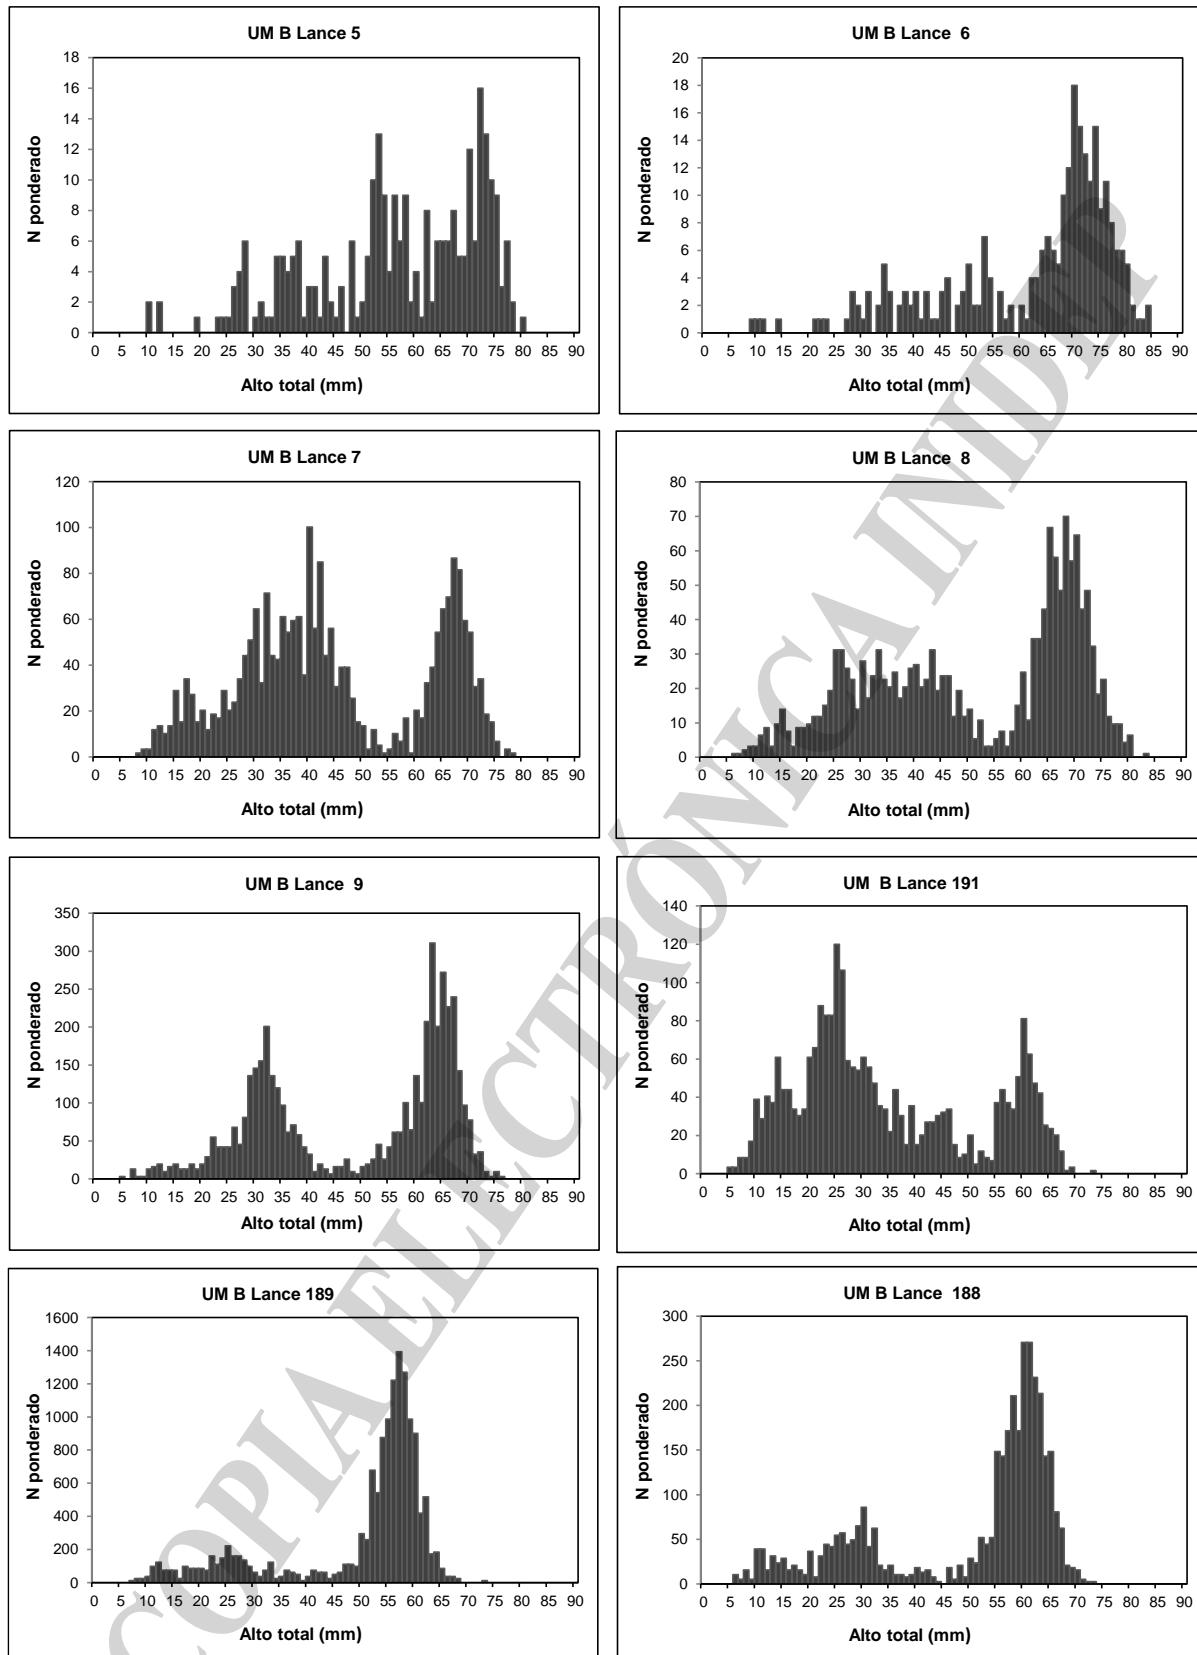 UM B Lance 5
N ponderado
18
16
14
12
10
8
6
4
2
0
0 5 10 15 20 25 30 35 40 45 50 55 60 65 70 75 80 85 90
Alto total (mm)
UM B Lance 6
N ponderado
20
18
16
14
12
10
8
6
4
2
0
0 5 10 15 20 25 30 35 40 45 50 55 60 65 70 75 80 85 90
Alto total (mm)
UM B Lance 7
N ponderado
120
100
80
60
40
20
0
0 5 10 15 20 25 30 35 40 45 50 55 60 65 70 75 80 85 90
Alto total (mm)
UM B Lance 8
N ponderado
80
70
60
50
40
30
20
10
0
0 5 10 15 20 25 30 35 40 45 50 55 60 65 70 75 80 85 90
Alto total (mm)
UM B Lance 9
N ponderado
350
300
250
200
150
100
50
0
0 5 10 15 20 25 30 35 40 45 50 55 60 65 70 75 80 85 90
Alto total (mm)
UM B Lance 191
N ponderado
140
120
100
80
60
40
20
0
0 5 10 15 20 25 30 35 40 45 50 55 60 65 70 75 80 85 90
Alto total (mm)
UM B Lance 189
N ponderado
1600
1400
1200
1000
800
600
400
200
0
0 5 10 15 20 25 30 35 40 45 50 55 60 65 70 75 80 85 90
Alto total (mm)
UM B Lance 188
N ponderado
300
250
200
150
100
50
0
0 5 10 15 20 25 30 35 40 45 50 55 60 65 70 75 80 85 90
Alto total (mm)
COPIA ELECTRÓNICA INIDEP